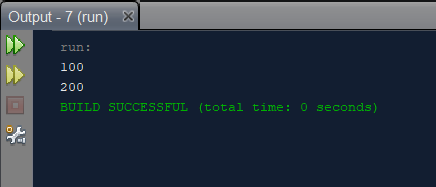 Output - 7 (run)
run:
100
200
BUILD SUCCESSFUL (total time: 0 seconds)